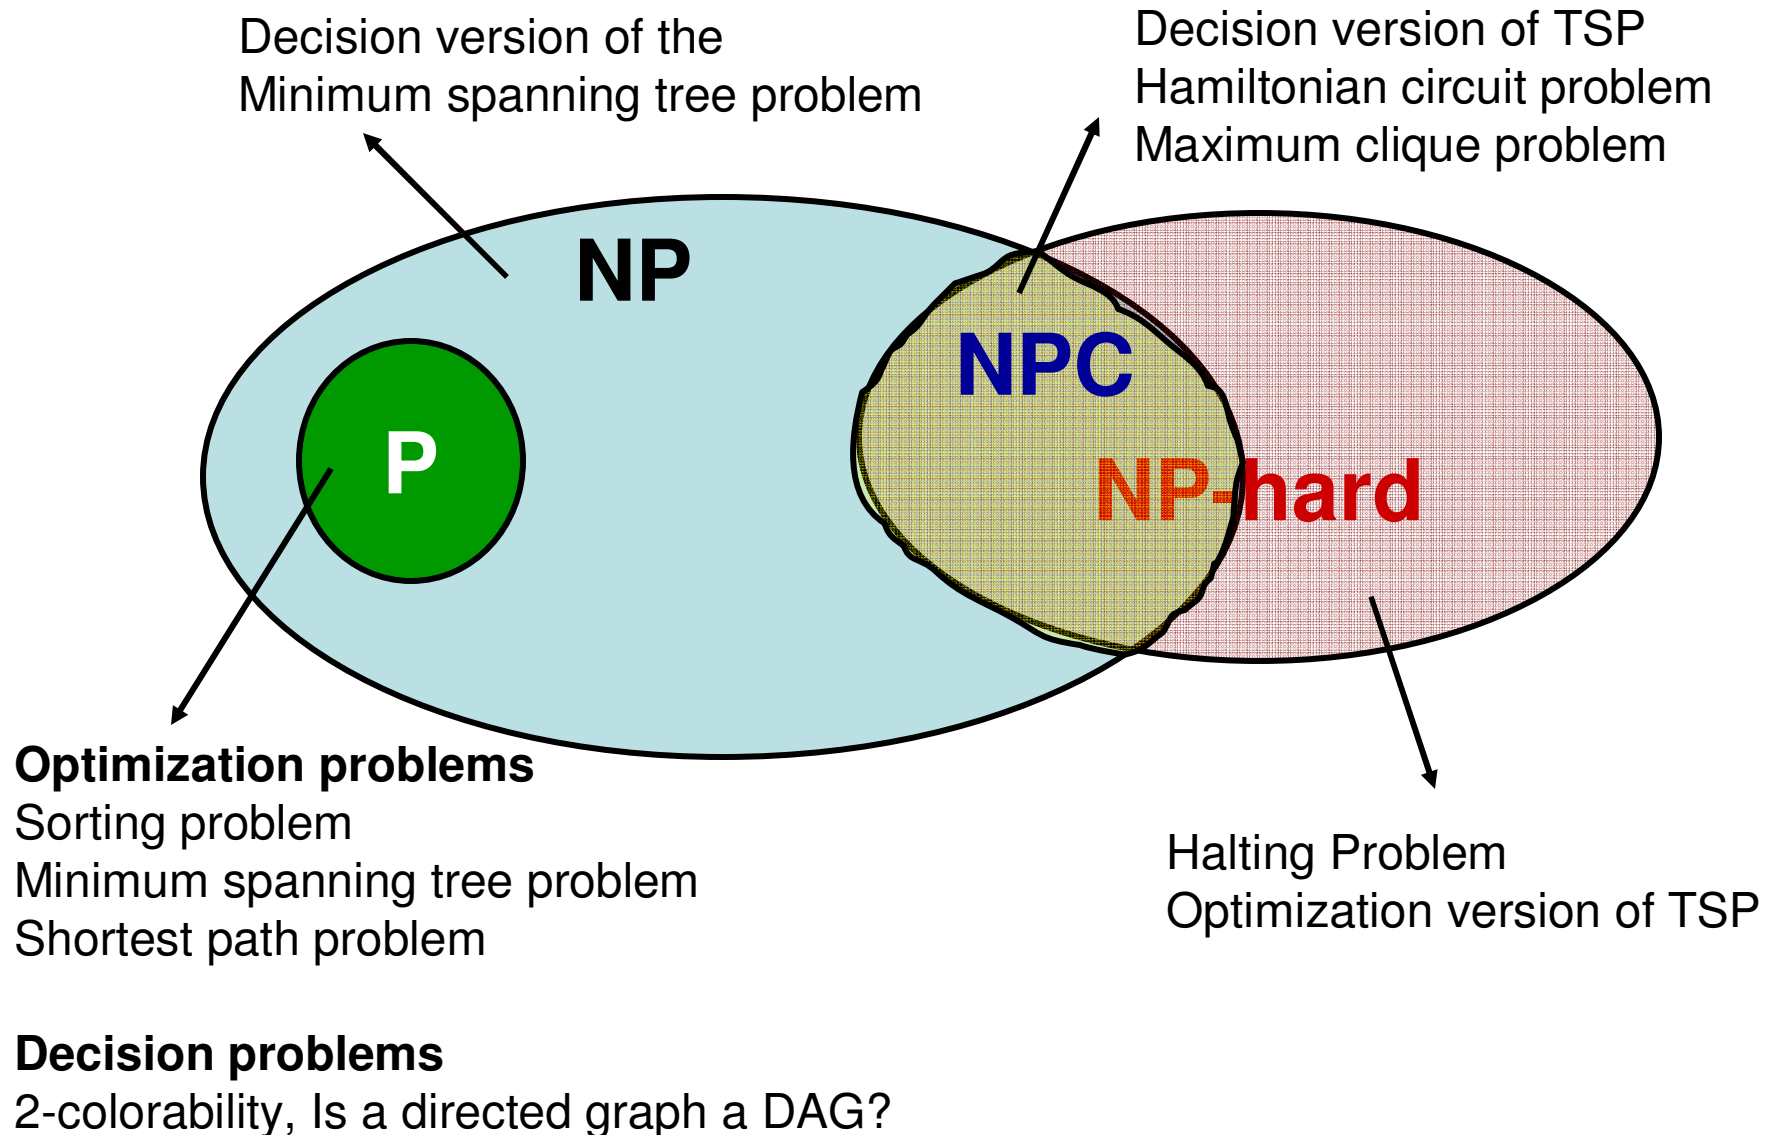 Decision version of the
Minimum spanning tree problem
Decision version of TSP
Hamiltonian circuit problem
Maximum clique problem
NP
NPC
P
NP-hard
Optimization problems
Sorting problem
Minimum spanning tree problem
Shortest path problem
Halting Problem
Optimization version of TSP
Decision problems
2-colorability, Is a directed graph a DAG?